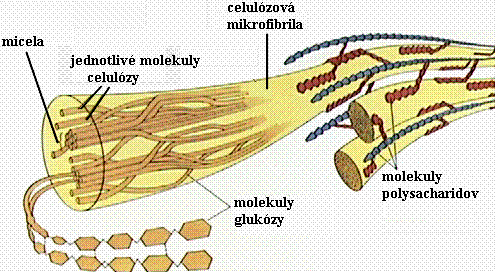 celulózová
mikrofibrila
micela
jednotlivé molekuly
celulózy
molekuly
polysacharidov
molekuly
glukózy